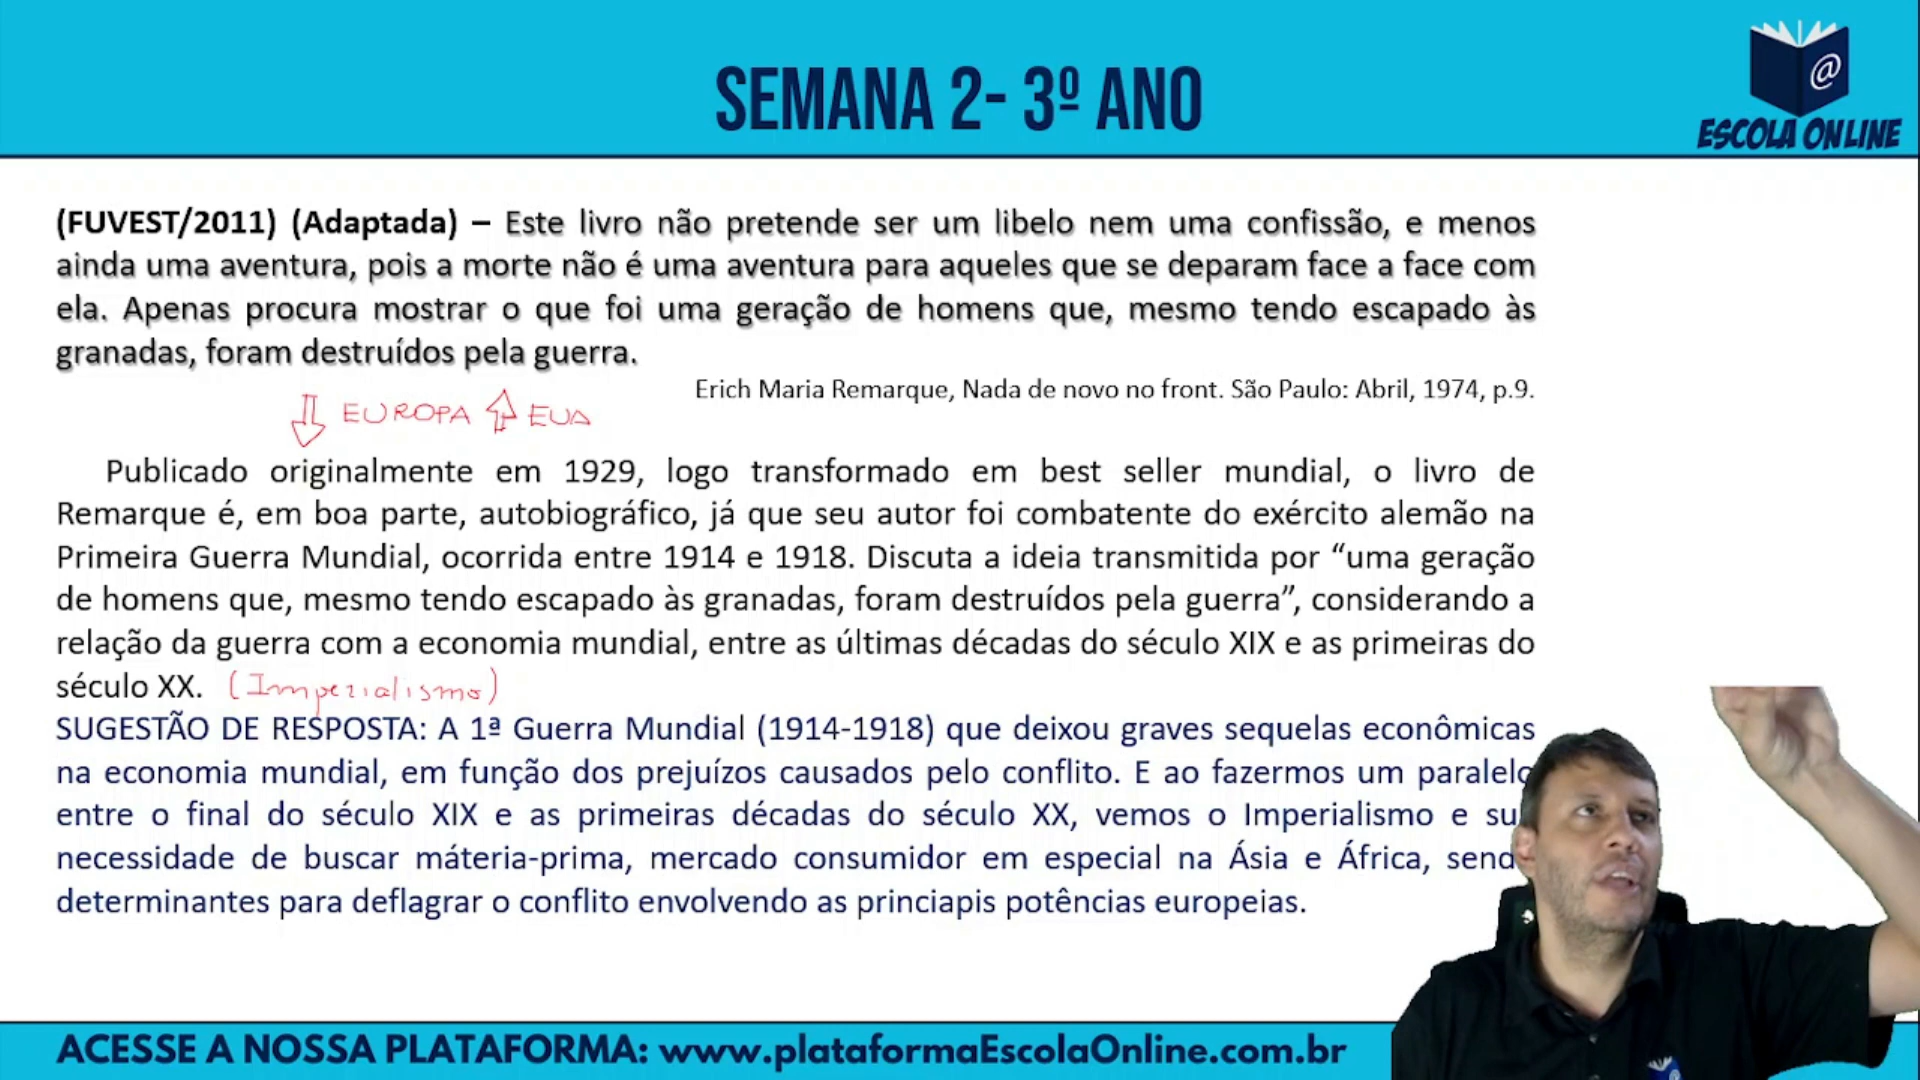 SEMANA 2- 3º ANO
@
ESCOLA ONLINE
(FUVEST/2011) (Adaptada) – Este livro não pretende ser um libelo nem uma confissão, e menos
ainda uma aventura, pois a morte não é uma aventura para aqueles que se deparam face a face com
ela. Apenas procura mostrar o que foi uma geração de homens que, mesmo tendo escapado às
granadas, foram destruídos pela guerra.
Erich Maria Remarque, Nada de novo no front. São Paulo: Abril, 1974, p.9.
EUROPA EUA
Publicado originalmente em 1929, logo transformado em best seller mundial, o livro de
Remarque é, em boa parte, autobiográfico, já que seu autor foi combatente do exército alemão na
Primeira Guerra Mundial, ocorrida entre 1914 e 1918. Discuta a ideia transmitida por “uma geração
de homens que, mesmo tendo escapado às granadas, foram destruídos pela guerra”, considerando a
relação da guerra com a economia mundial, entre as últimas décadas do século XIX e as primeiras do
século XX. (Imperialismo)
SUGESTÃO DE RESPOSTA: A 1ª Guerra Mundial (1914-1918) que deixou graves sequelas econômicas
na economia mundial, em função dos prejuízos causados pelo conflito. E ao fazermos um paralelo
entre o final do século XIX e as primeiras décadas do século XX, vemos o Imperialismo e su
necessidade de buscar máteria-prima, mercado consumidor em especial na Ásia e África, send
determinantes para deflagrar o conflito envolvendo as princiapis potências europeias.
ACESSE A NOSSA PLATAFORMA: www.plataformaEscolaOnline.com.br